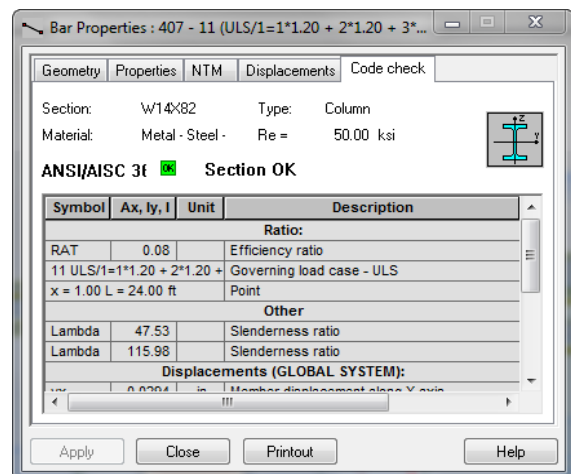 Bar Properties : 407 - 11 (ULS/1=1*1.20 + 2*1.20 + 3*...
Geometry Properties NTM Displacements Code check
Section: W14X82 Type: Column
Material: Metal - Steel - Re = 50.00 ksi
z
y
ANSI/AISC 36 OK Section OK
Symbol Ax, Iy, I Unit Description
Ratio:
RAT 0.08 Efficiency ratio
11 ULS/1=1*1.20 + 2*1.20 + Governing load case - ULS
x = 1.00 L = 24.00 ft Point
Other
Lambda 47.53 Slenderness ratio
Lambda 115.98 Slenderness ratio
Displacements (GLOBAL SYSTEM):
Apply Close Printout Help